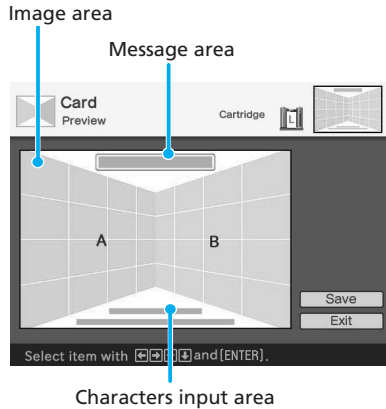 Image area
Message area
Card
Preview
Cartridge
L
A
B
Save
Exit
Select item with ←→↑↓and[ENTER].
Characters input area